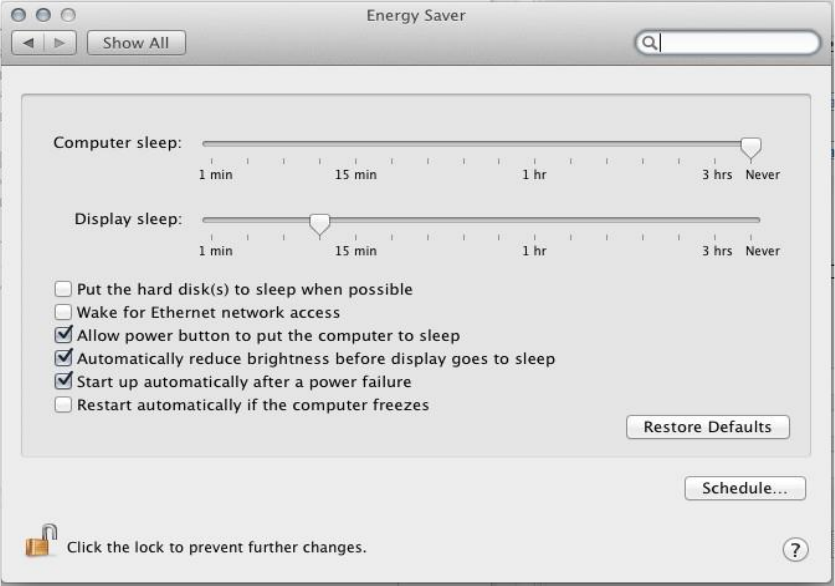 Energy Saver
Show All
Computer sleep:
1 min 15 min 1 hr 3 hrs Never
Display sleep:
1 min 15 min 1 hr 3 hrs Never
Put the hard disk(s) to sleep when possible
Wake for Ethernet network access
Allow power button to put the computer to sleep
Automatically reduce brightness before display goes to sleep
Start up automatically after a power failure
Restart automatically if the computer freezes
Restore Defaults
Schedule...
Click the lock to prevent further changes.
?